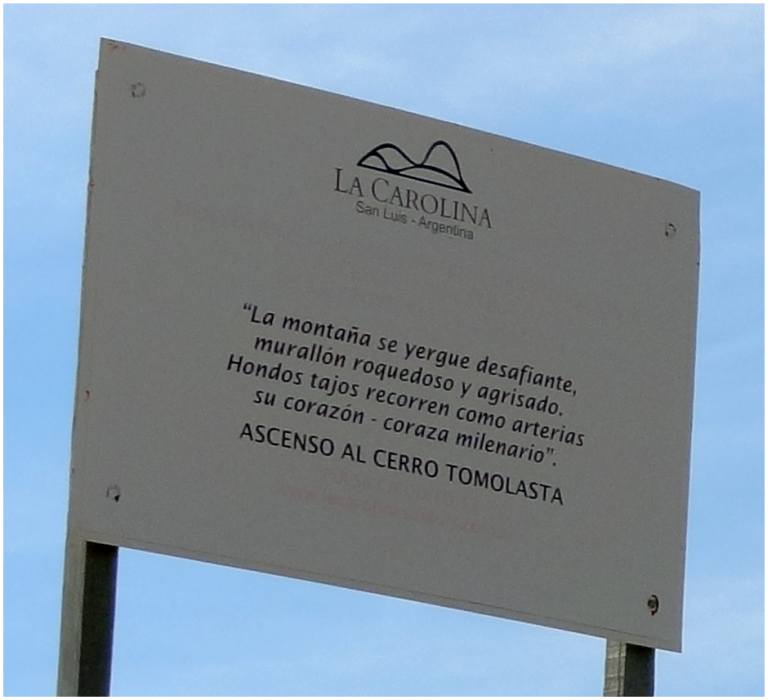 LA CAROLINA
San Luis - Argentina
“La montaña se yergue desafiante,
murallón roquedoso y agrisado.
Hondos tajos recorren como arterias
su corazón - coraza milenario”.
ASCENSO AL CERRO TOMOLASTA